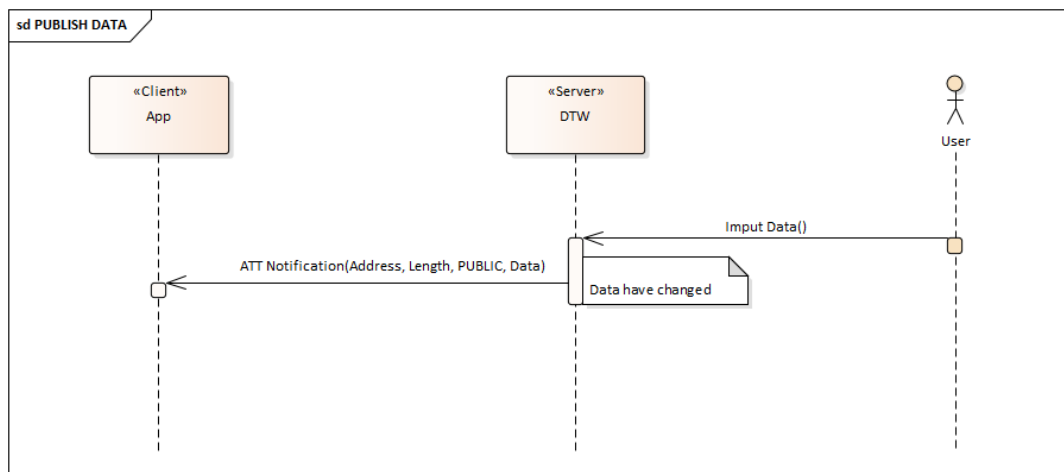 sd PUBLISH DATA
«Client»
App
«Server»
DTW
User
Imput Data()
ATT Notification(Address, Length, PUBLIC, Data)
Data have changed